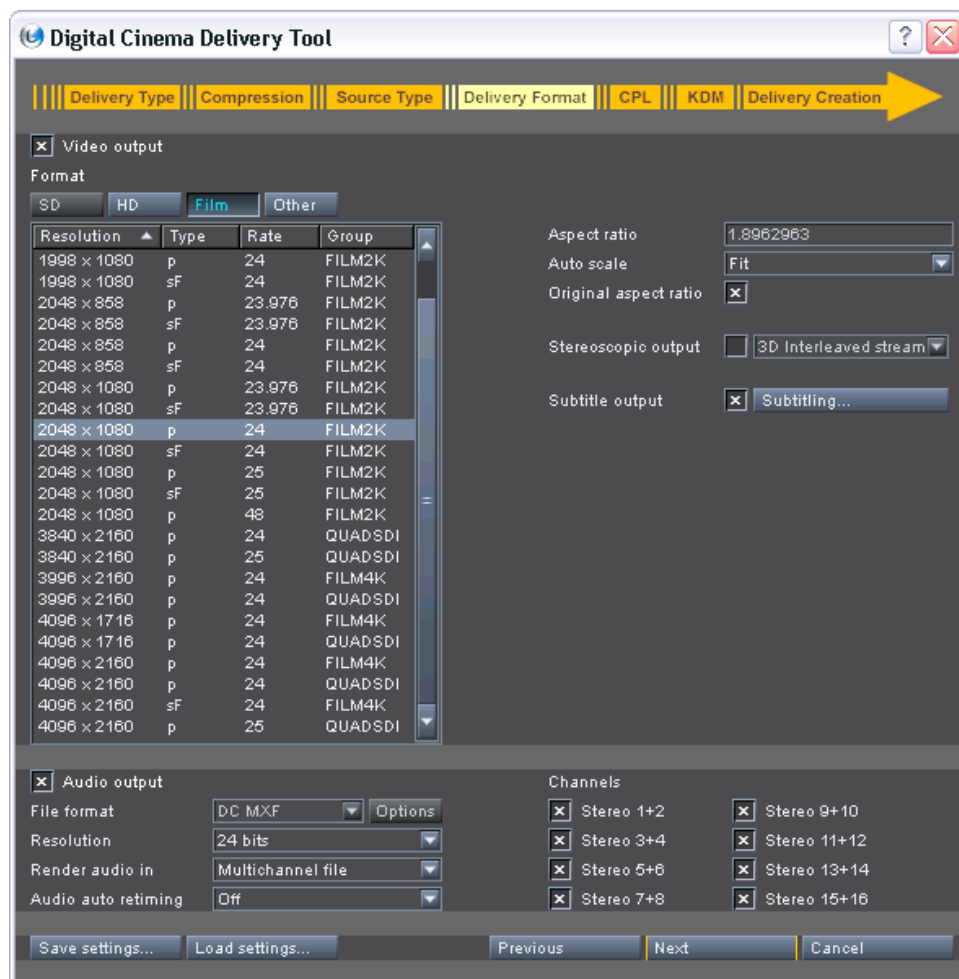 Digital Cinema Delivery Tool
?
Delivery Type Compression Source Type Delivery Format CPL KDM Delivery Creation
Video output
Format
SD HD Film Other
Resolution Type Rate Group
1998 x 1080 p 24 FILM2K
1998 x 1080 sF 24 FILM2K
2048 x 858 p 23.976 FILM2K
2048 x 858 sF 23.976 FILM2K
2048 x 858 p 24 FILM2K
2048 x 858 sF 24 FILM2K
2048 x 1080 p 23.976 FILM2K
2048 x 1080 sF 23.976 FILM2K
2048 x 1080 p 24 FILM2K
2048 x 1080 sF 24 FILM2K
2048 x 1080 p 25 FILM2K
2048 x 1080 sF 25 FILM2K
2048 x 1080 p 48 FILM2K
3840 x 2160 p 24 QUADSDI
3840 x 2160 p 25 QUADSDI
3996 x 2160 p 24 FILM4K
3996 x 2160 p 24 QUADSDI
4096 x 1716 p 24 FILM4K
4096 x 1716 p 24 QUADSDI
4096 x 2160 p 24 FILM4K
4096 x 2160 p 24 QUADSDI
4096 x 2160 sF 24 FILM4K
4096 x 2160 p 25 QUADSDI
Aspect ratio 1.8962963
Auto scale Fit
Original aspect ratio
Stereoscopic output 3D Interleaved stream
Subtitle output Subtitling...
Audio output
File format DC MXF Options
Resolution 24 bits
Render audio in Multichannel file
Audio auto retiming Off
Channels
Stereo 1+2 Stereo 9+10
Stereo 3+4 Stereo 11+12
Stereo 5+6 Stereo 13+14
Stereo 7+8 Stereo 15+16
Save settings... Load settings... Previous Next Cancel